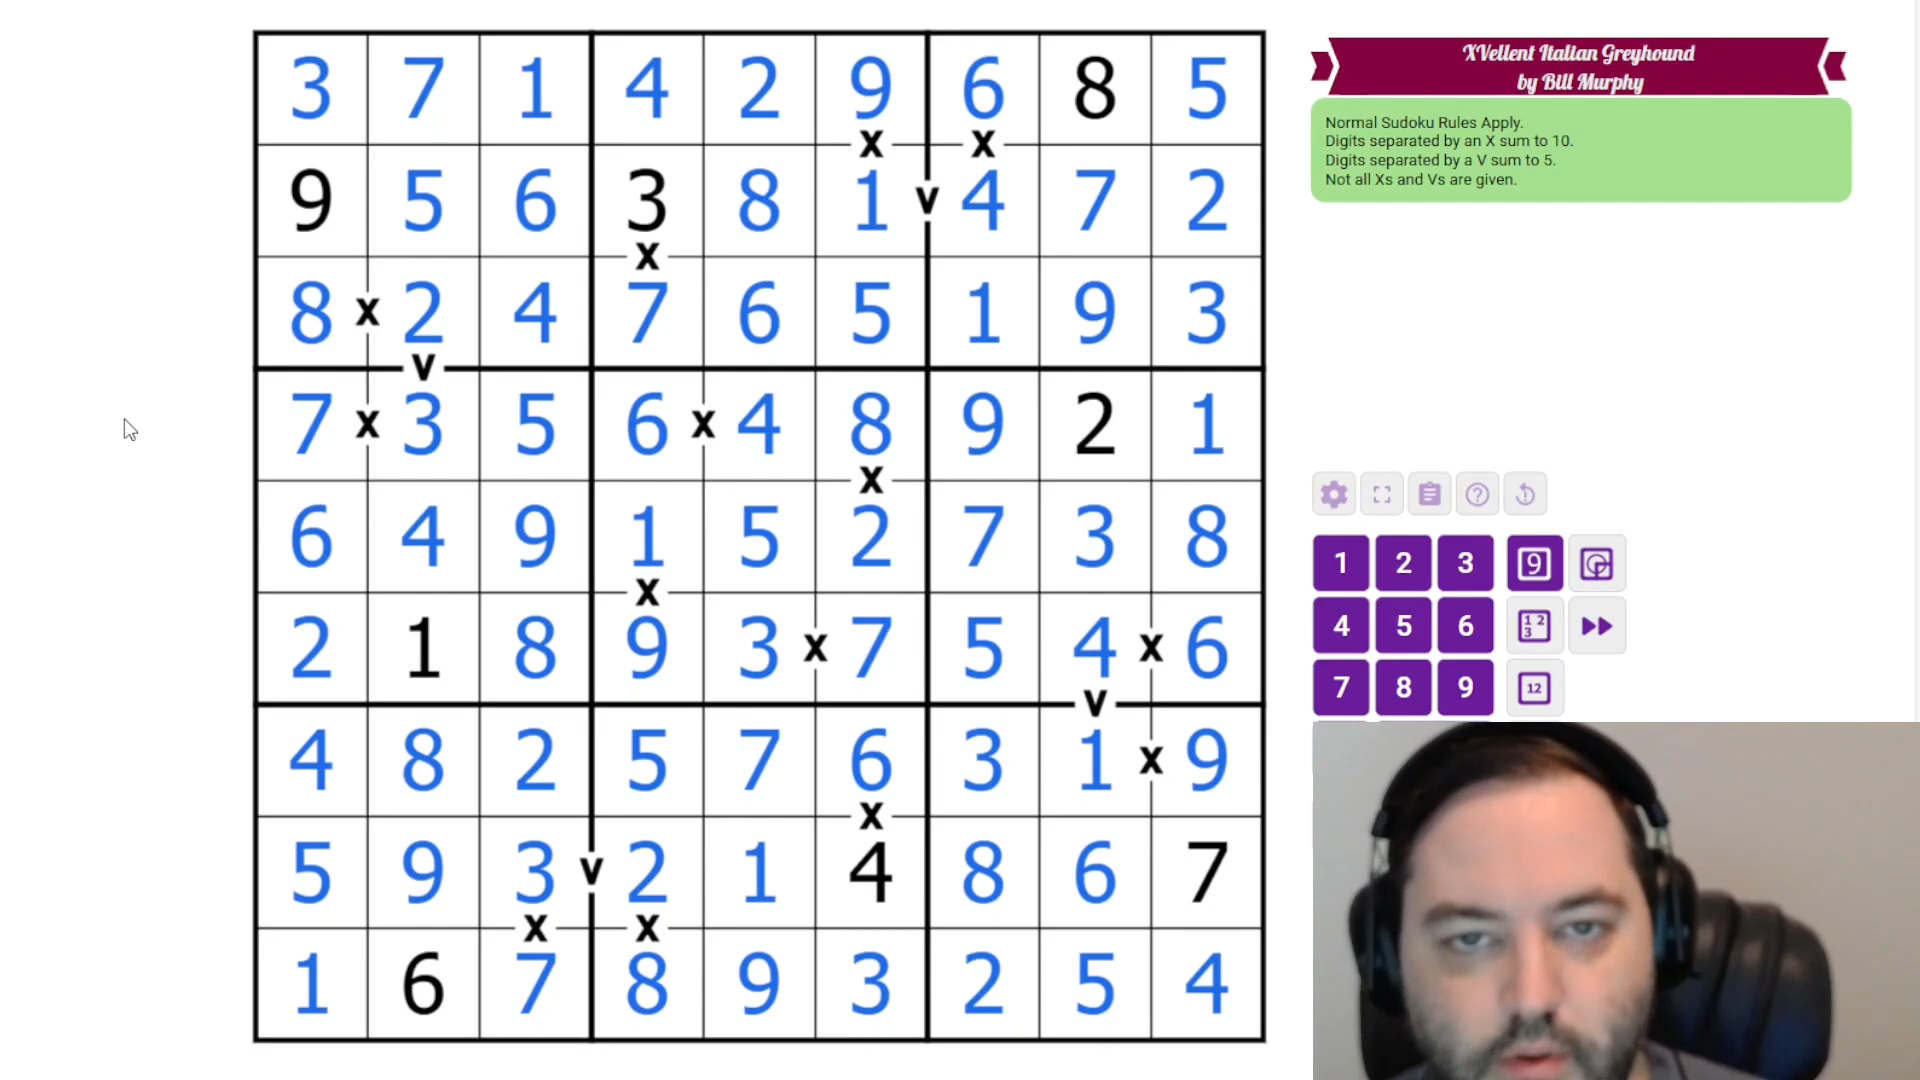 XVellent Italian Greyhound
by Bill Murphy
Normal Sudoku Rules Apply.
Digits separated by an X sum to 10.
Digits separated by a V sum to 5.
Not all Xs and Vs are given.
3 7 1 4 2 9 6 8 5
X X
9 5 6 3 8 1 V 4 7 2
X
8 X 2 4 7 6 5 1 9 3
V
7 X 3 5 6 X 4 8 9 2 1
X
6 4 9 1 5 2 7 3 8
X
2 1 8 9 3 X 7 5 4 X 6
V
4 8 2 5 7 6 3 1 X 9
X
5 9 3 V 2 1 4 8 6 7
X X
1 6 7 8 9 3 2 5 4
1 2 3 9
4 5 6 1 2 3
7 8 9 12